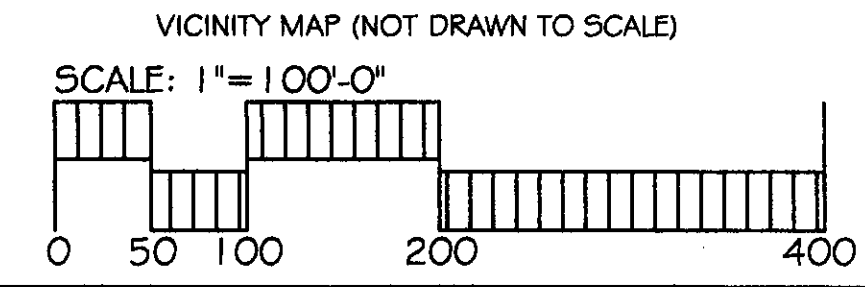 VICINITY MAP (NOT DRAWN TO SCALE)
SCALE: 1"=100'-0"
0 50 100 200 400